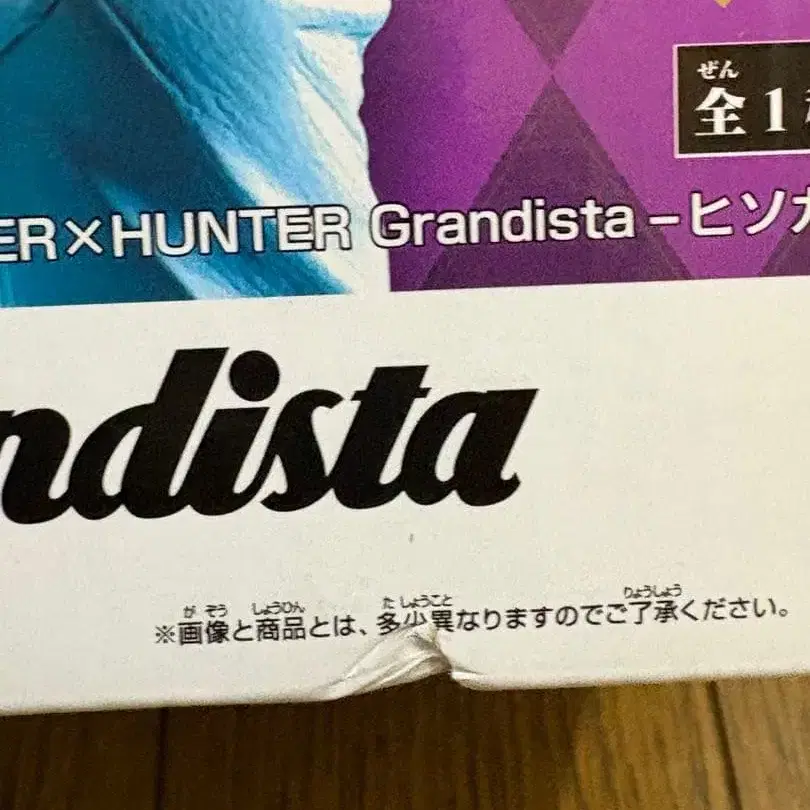 ぜん
全1
ER×HUNTER Grandista-ヒソカ
ndista
がぞう しょうひん たしょうこと りょうしょう
※画像と商品とは、多少異なりますのでご了承ください。